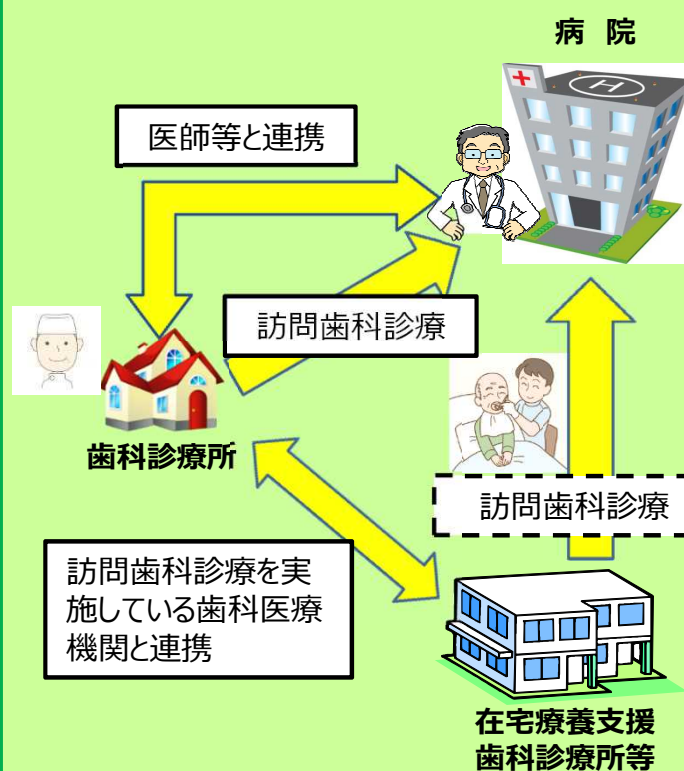 病 院
医師等と連携
訪問歯科診療
歯科診療所
訪問歯科診療
訪問歯科診療を実
施している歯科医療
機関と連携
在宅療養支援
歯科診療所等
H